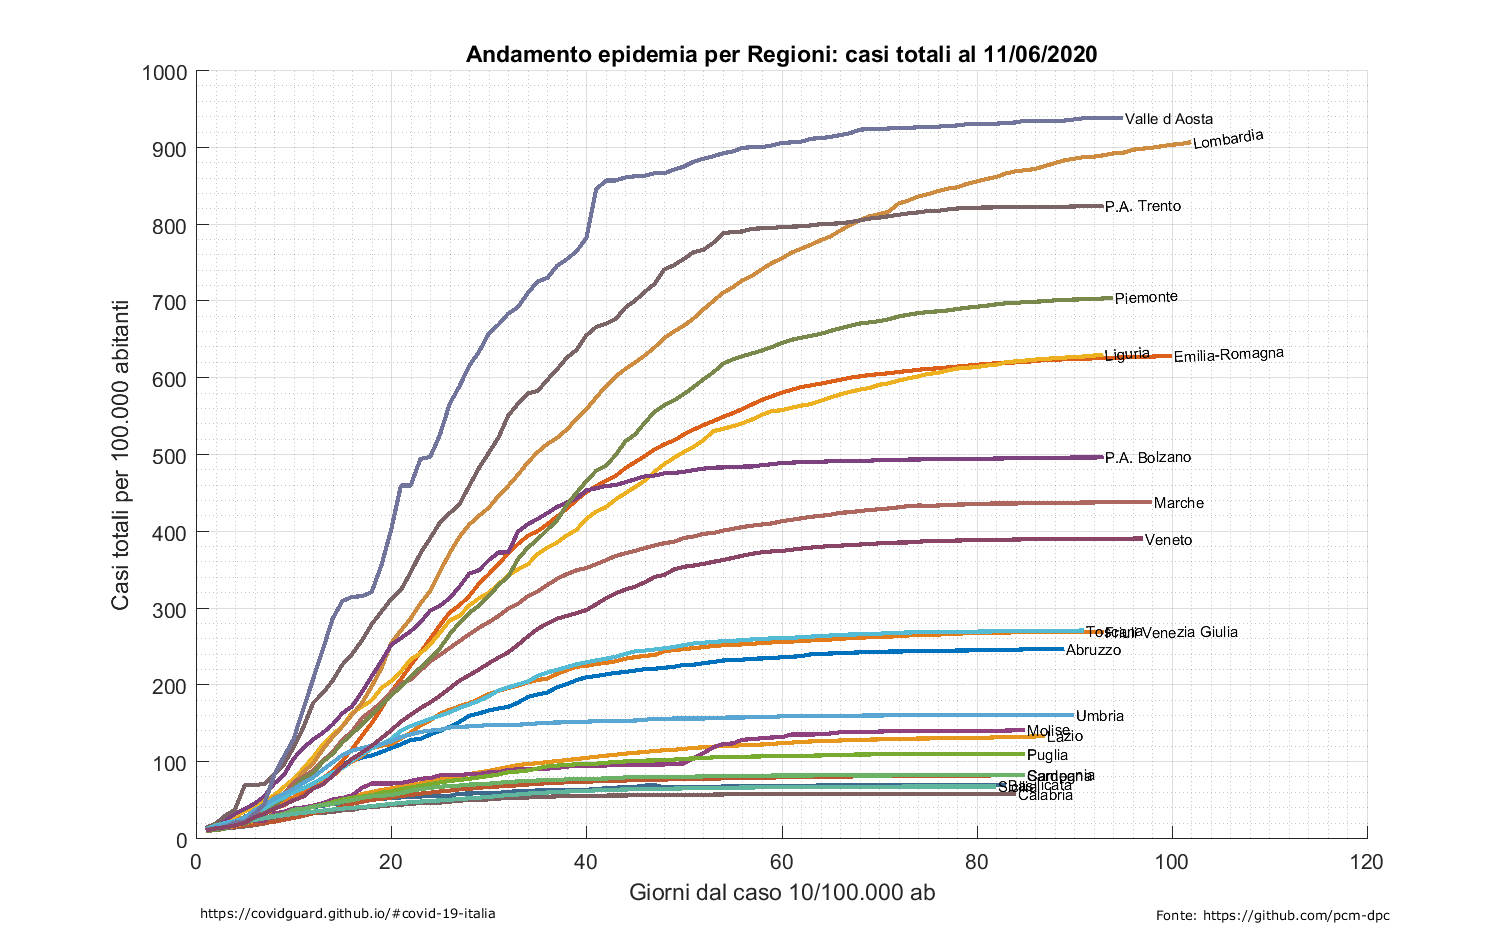 Andamento epidemia per Regioni: casi totali al 11/06/2020
Casi totali per 100.000 abitanti
1000
900
800
700
600
500
400
300
200
100
0
Valle d Aosta
Lombardia
P.A. Trento
Piemonte
Liguria
Emilia-Romagna
P.A. Bolzano
Marche
Veneto
Toscana
Friuli Venezia Giulia
Abruzzo
Umbria
Molise
Lazio
Puglia
Campania
Sardegna
Sicilia
Basilicata
Calabria
0 20 40 60 80 100 120
Giorni dal caso 10/100.000 ab
https://covidguard.github.io/#covid-19-italia
Fonte: https://github.com/pcm-dpc